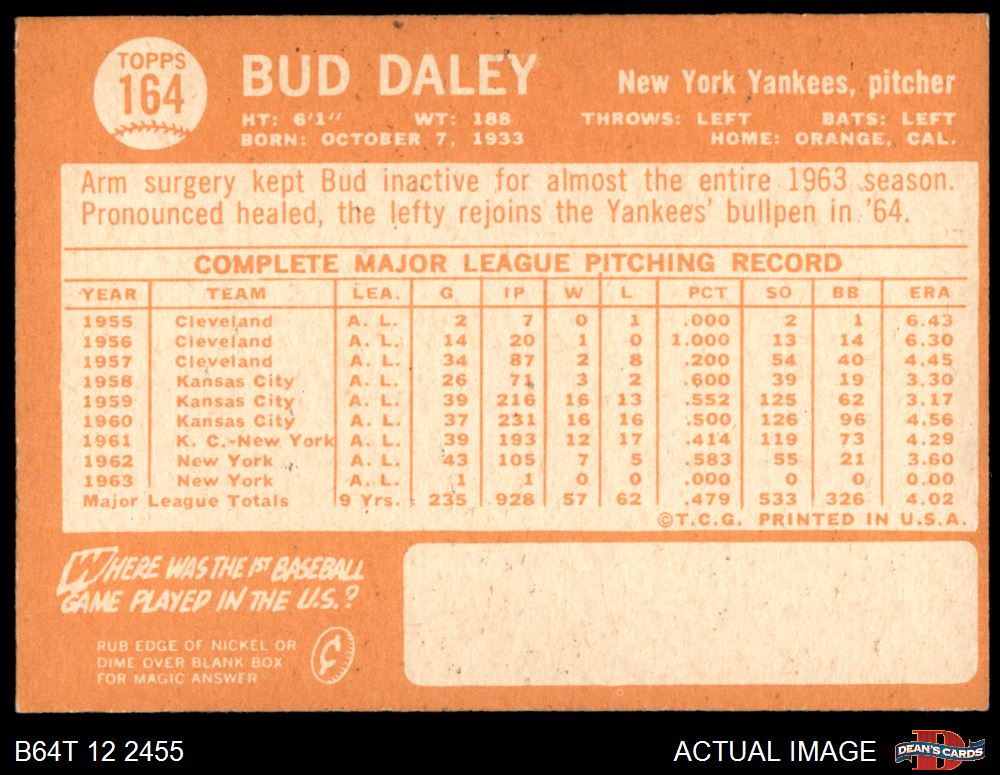 TOPPS
164
BUD DALEY
New York Yankees, pitcher
HT: 6'1" WT: 188 THROWS: LEFT BATS: LEFT
BORN: OCTOBER 7, 1933 HOME: ORANGE, CAL.
Arm surgery kept Bud inactive for almost the entire 1963 season.
Pronounced healed, the lefty rejoins the Yankees' bullpen in '64.
COMPLETE MAJOR LEAGUE PITCHING RECORD
YEAR TEAM LEA. G IP W L PCT SO BB ERA
1955 Cleveland A. L. 2 7 0 1 .000 2 1 6.43
1956 Cleveland A. L. 14 20 1 0 1.000 13 14 6.30
1957 Cleveland A. L. 34 87 2 8 .200 54 40 4.45
1958 Kansas City A. L. 26 71 3 2 .600 39 19 3.30
1959 Kansas City A. L. 39 216 16 13 .552 125 62 3.17
1960 Kansas City A. L. 37 231 16 16 .500 126 96 4.56
1961 K. C.-New York A. L. 39 193 12 17 .414 119 73 4.29
1962 New York A. L. 43 105 7 5 .583 55 21 3.60
1963 New York A. L. 1 1 0 0 .000 0 0 0.00
Major League Totals 9 Yrs. 235 928 57 62 .479 533 326 4.02
©T.C.G. PRINTED IN U.S.A.
WHERE WAS THE 1ST BASEBALL
GAME PLAYED IN THE U.S.?
RUB EDGE OF NICKEL OR
DIME OVER BLANK BOX
FOR MAGIC ANSWER
¢
B64T 12 2455
ACTUAL IMAGE
D
DEAN'S CARDS